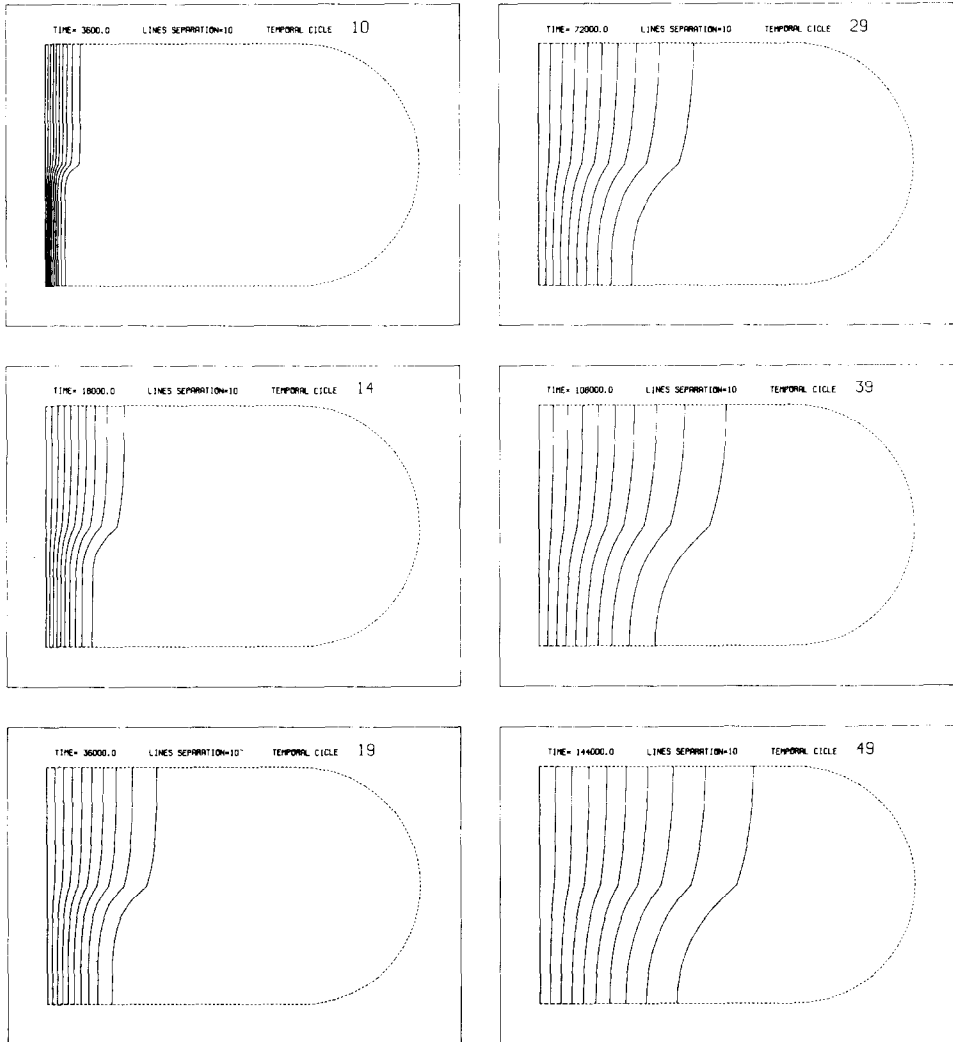 TIME= 3600.0 LINES SEPARATION=10 TEMPORAL CICLE 10
TIME= 72000.0 LINES SEPARATION=10 TEMPORAL CICLE 29
TIME= 18000.0 LINES SEPARATION=10 TEMPORAL CICLE 14
TIME= 108000.0 LINES SEPARATION=10 TEMPORAL CICLE 39
TIME= 36000.0 LINES SEPARATION=10 TEMPORAL CICLE 19
TIME= 144000.0 LINES SEPARATION=10 TEMPORAL CICLE 49